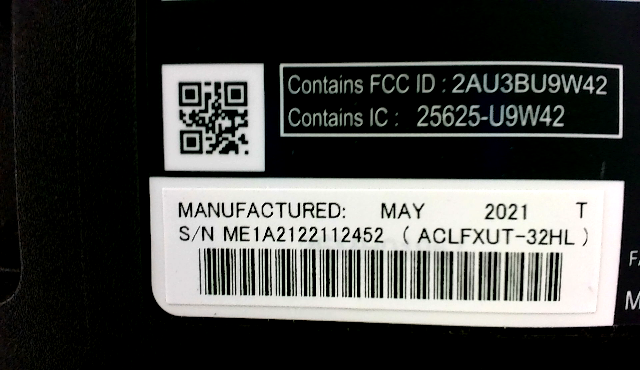 Contains FCC ID : 2AU3BU9W42
Contains IC : 25625-U9W42
MANUFACTURED: MAY 2021 T
S/N ME1A2122112452 ( ACLFXUT-32HL )